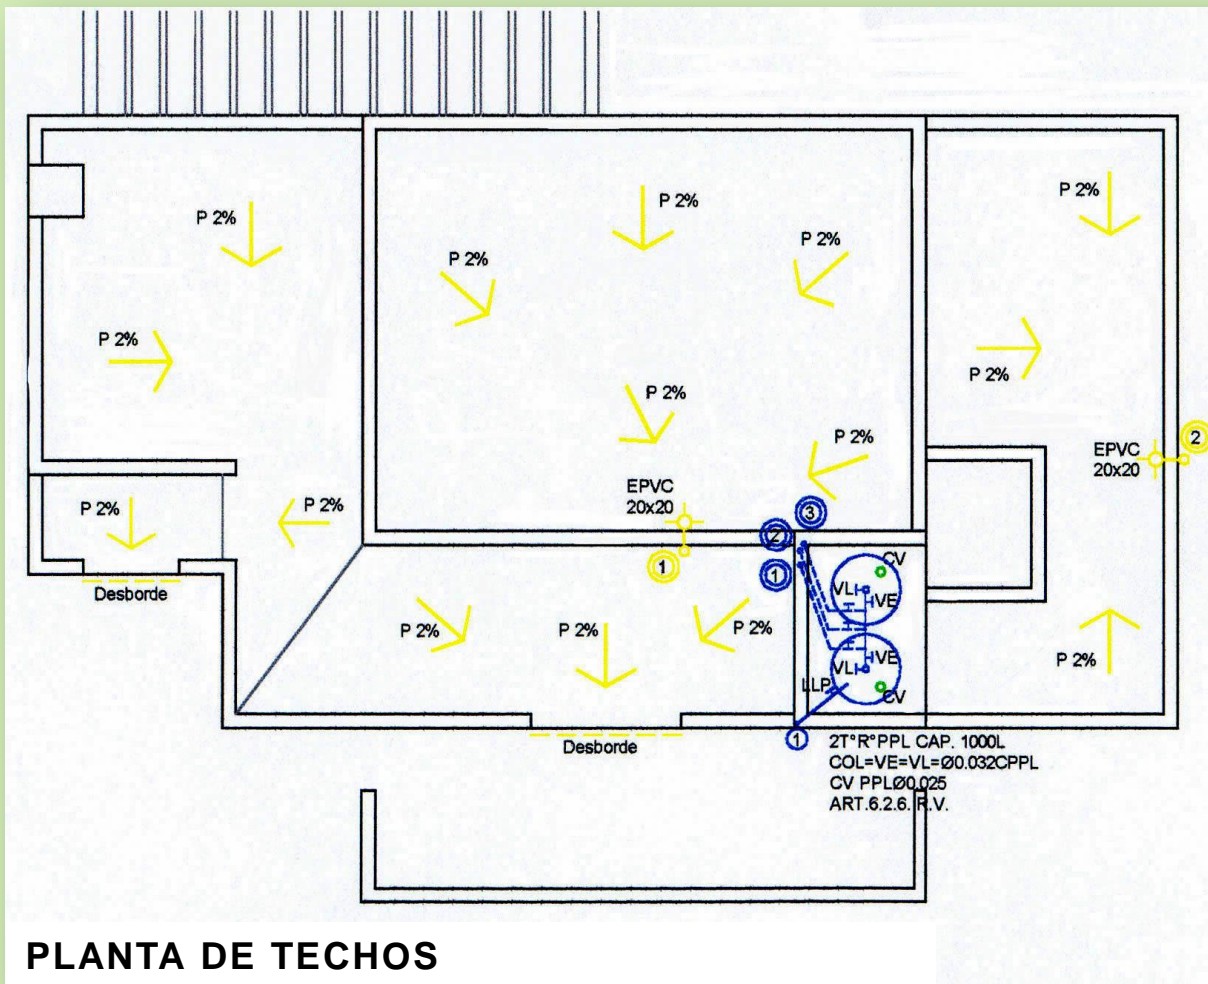 P 2%
P 2%
P 2%
P 2%
P 2%
P 2%
P 2%
P 2%
P 2%
P 2%
EPVC
20x20
EPVC
20x20
2
P 2%
P 2%
3
2
1
1
CV
VL
VE
Desborde
P 2%
P 2%
P 2%
P 2%
VE
VL
LLP
CV
Desborde
1
2T°R°PPL CAP. 1000L
COL=VE=VL=Ø0.032CPPL
CV PPLØ0.025
ART.6.2.6. R.V.
PLANTA DE TECHOS